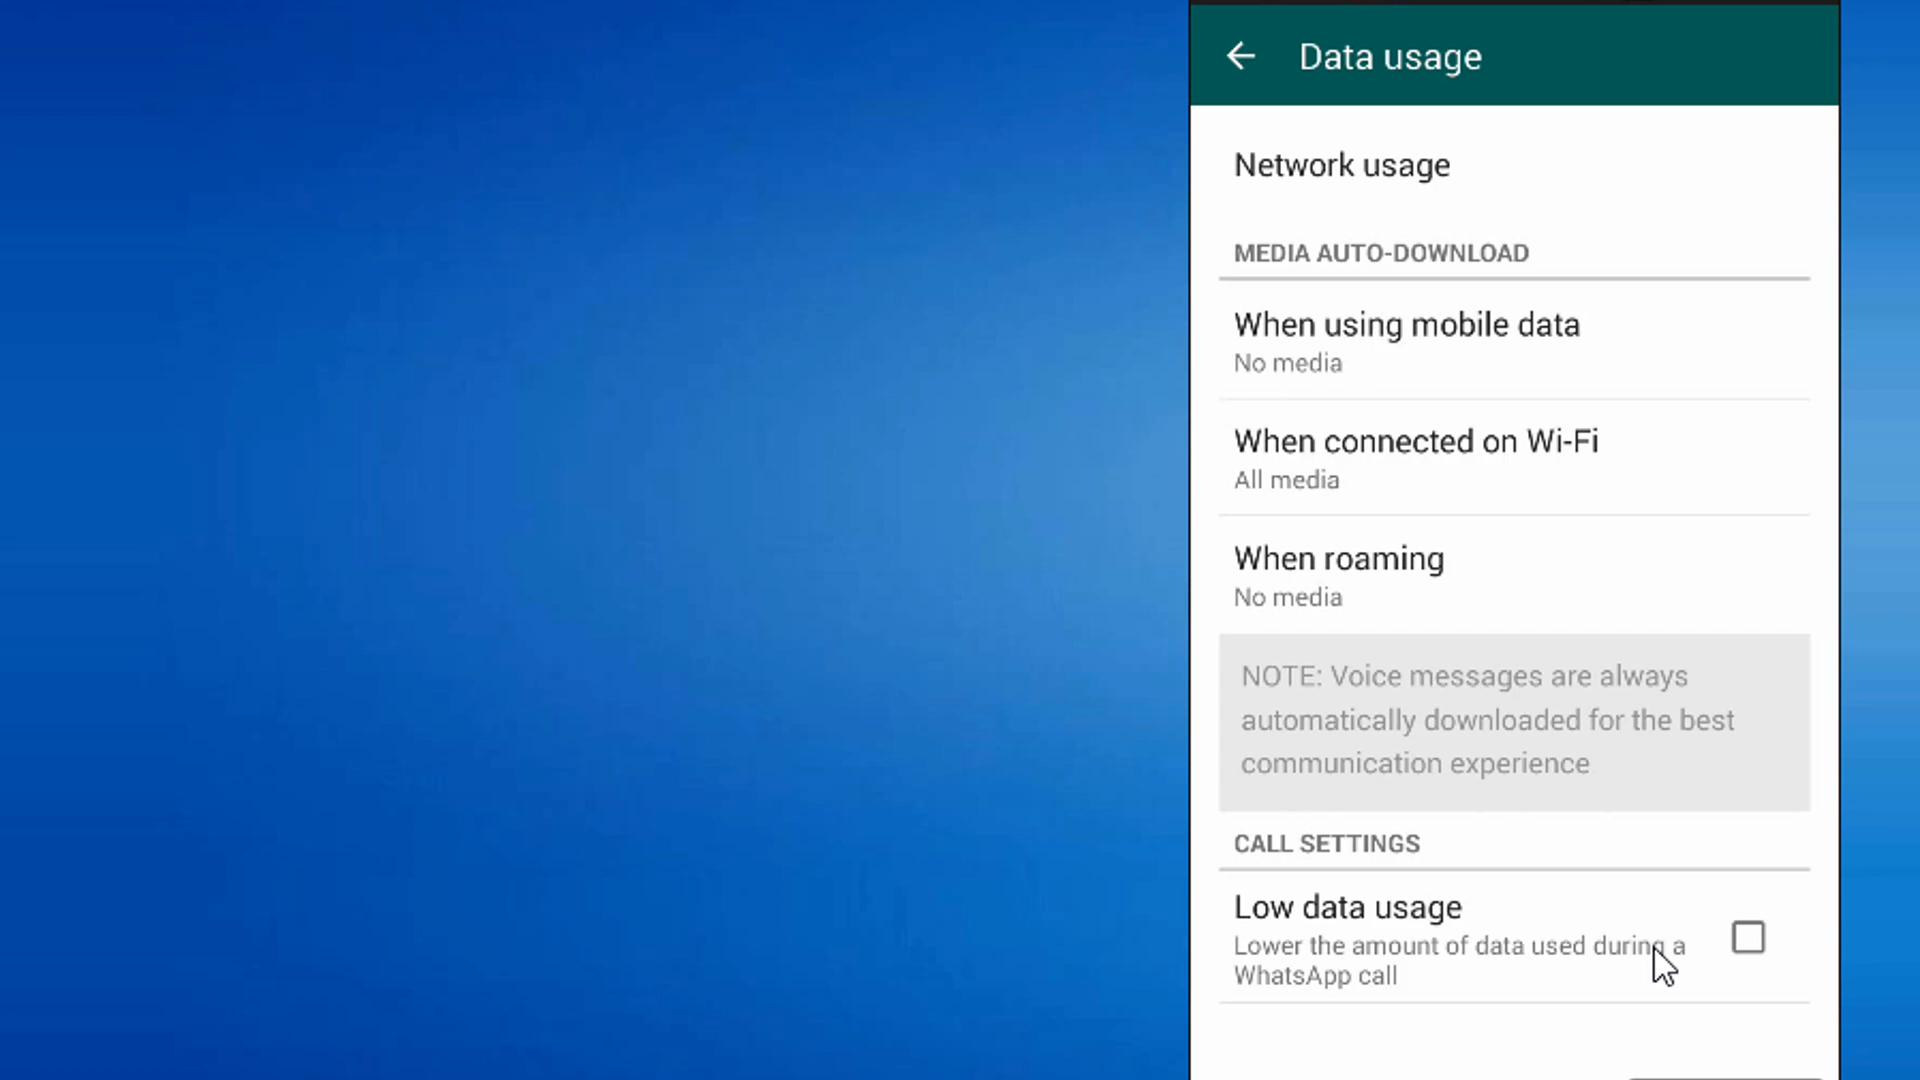 Data usage
Network usage
MEDIA AUTO-DOWNLOAD
When using mobile data
No media
When connected on Wi-Fi
All media
When roaming
No media
NOTE: Voice messages are always
automatically downloaded for the best
communication experience
CALL SETTINGS
Low data usage
Lower the amount of data used during a
WhatsApp call